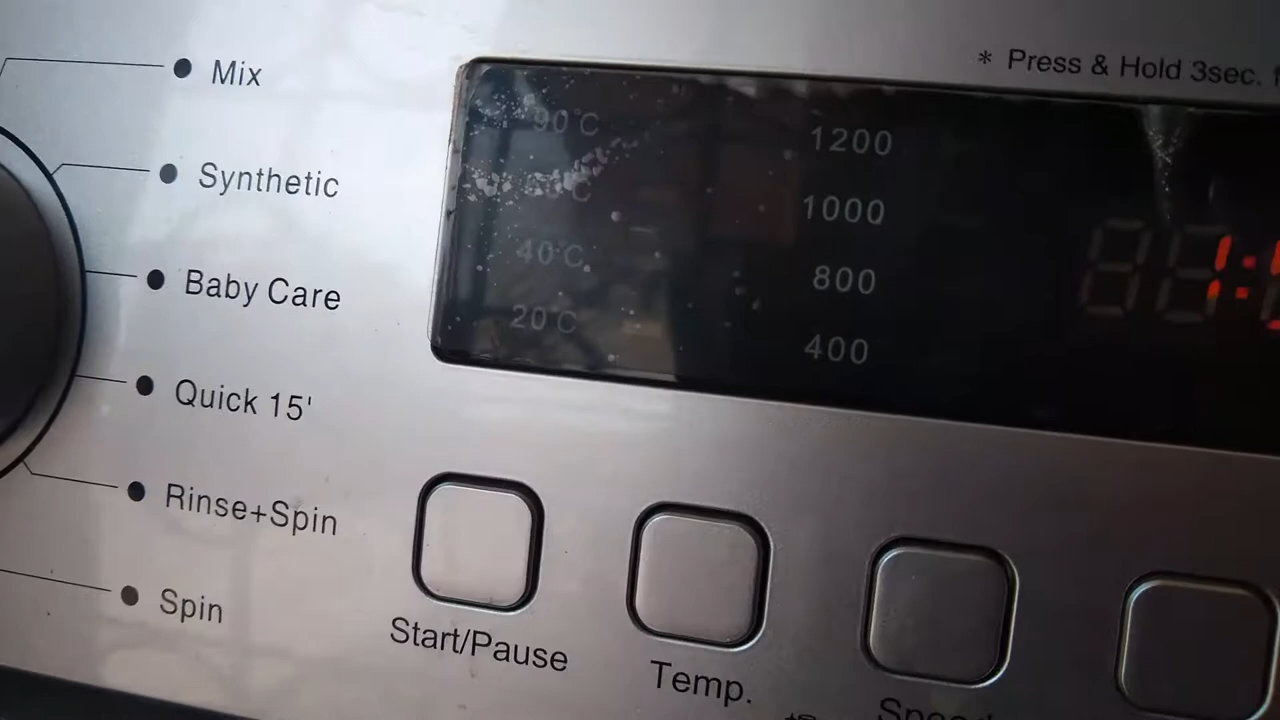 Mix
Synthetic
Baby Care
Quick 15'
Rinse+Spin
Spin
* Press & Hold 3sec.
90°C
40°C
20°C
1200
1000
800
400
Start/Pause
Temp.